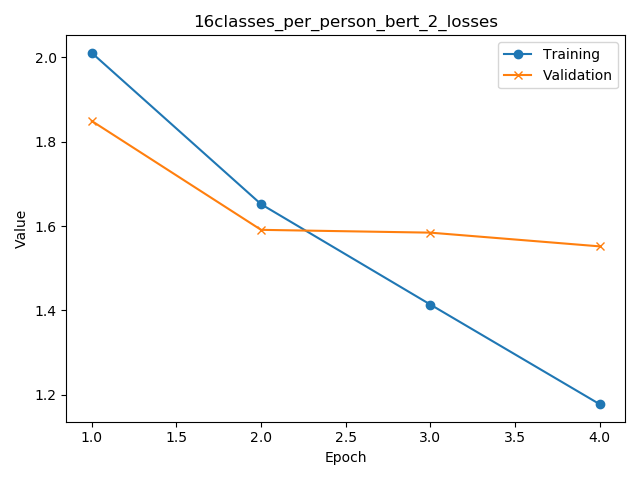 16classes_per_person_bert_2_losses
Training
Validation
Value
2.0
1.8
1.6
1.4
1.2
1.0 1.5 2.0 2.5 3.0 3.5 4.0
Epoch